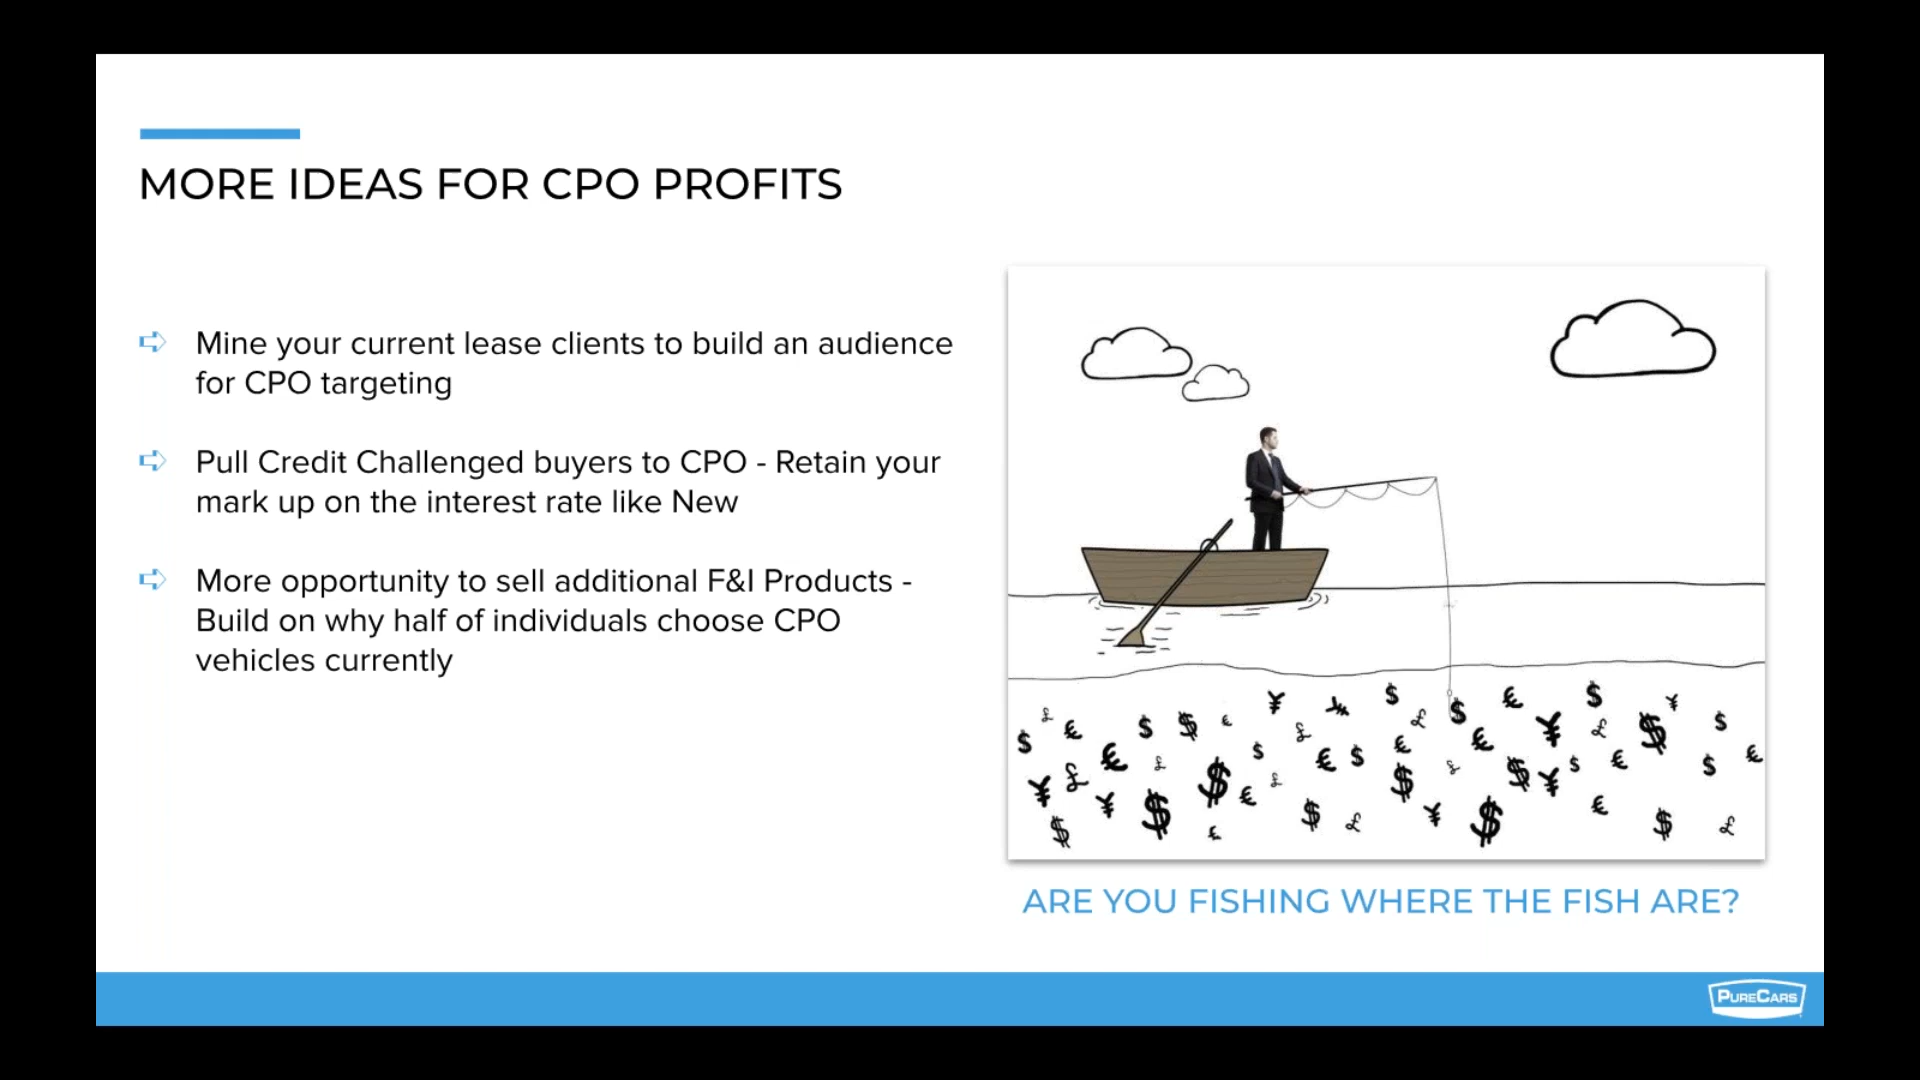 MORE IDEAS FOR CPO PROFITS
Mine your current lease clients to build an audience
for CPO targeting
Pull Credit Challenged buyers to CPO - Retain your
mark up on the interest rate like New
More opportunity to sell additional F&I Products -
Build on why half of individuals choose CPO
vehicles currently
ARE YOU FISHING WHERE THE FISH ARE?
PURECARS